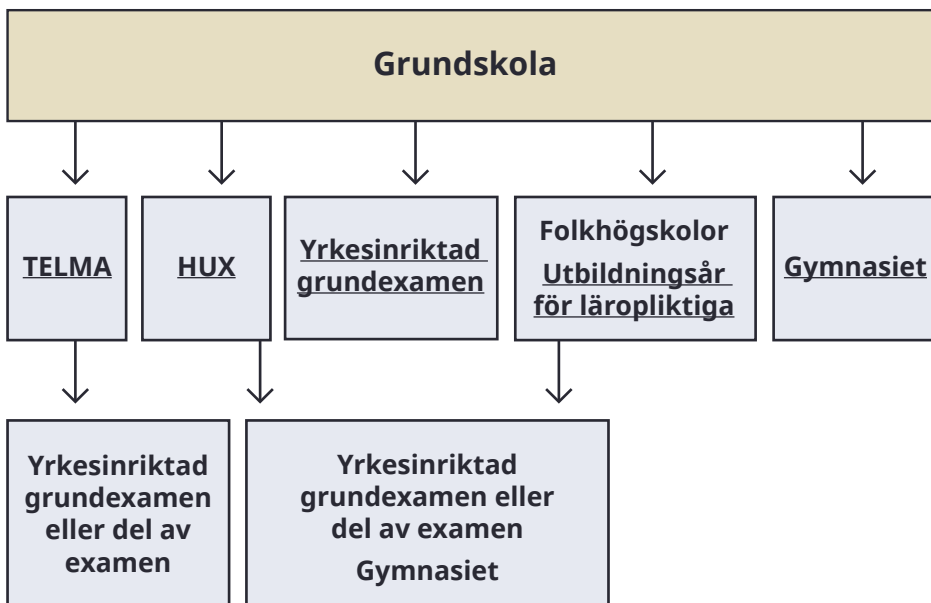 Grundskola
TELMA
HUX
Yrkesinriktad
grundexamen
Folkhögskolor
Utbildningsår
för läropliktiga
Gymnasiet
Yrkesinriktad
grundexamen
eller del av
examen
Yrkesinriktad
grundexamen eller
del av examen
Gymnasiet